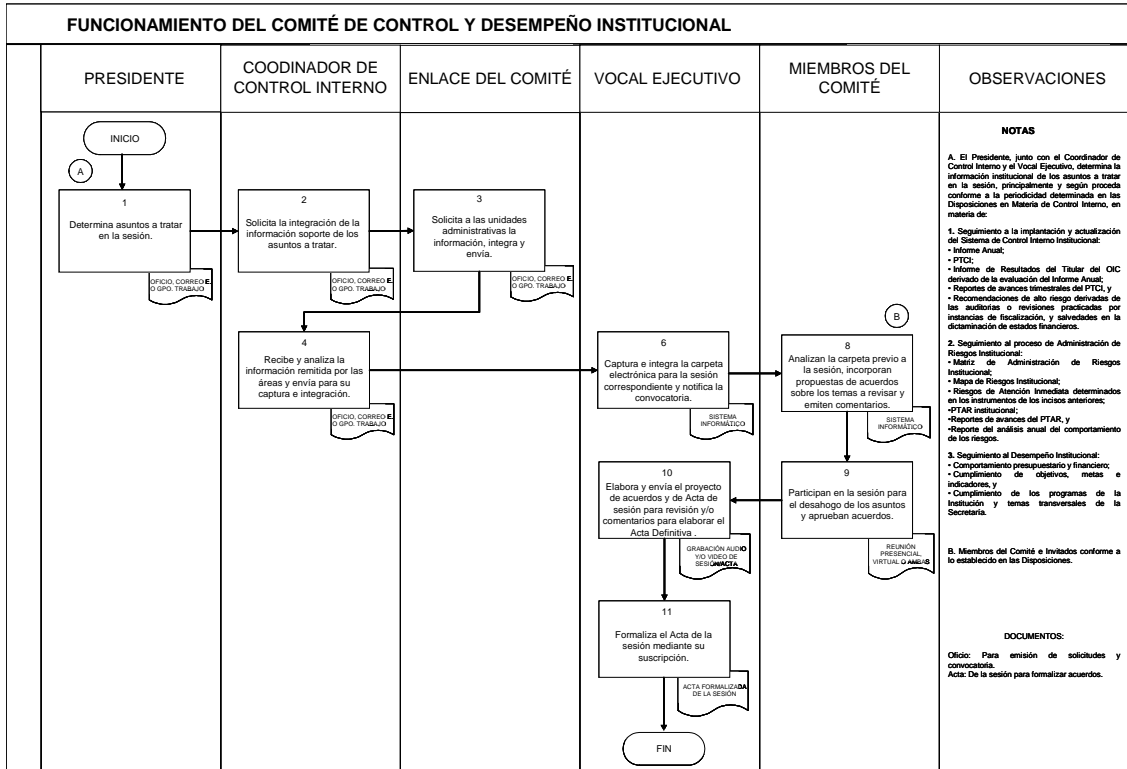 FUNCIONAMIENTO DEL COMITÉ DE CONTROL Y DESEMPEÑO INSTITUCIONAL
PRESIDENTE
COODINADOR DE
CONTROL INTERNO
ENLACE DEL COMITÉ
VOCAL EJECUTIVO
MIEMBROS DEL
COMITÉ
OBSERVACIONES
INICIO
A
1
Determina asuntos a tratar
en la sesión.
OFICIO, CORREO E.
O GPO. TRABAJO
2
Solicita la integración de la
información soporte de los
asuntos a tratar.
OFICIO, CORREO E.
O GPO. TRABAJO
3
Solicita a las unidades
administrativas la
información, integra y
envía.
OFICIO, CORREO E.
O GPO. TRABAJO
4
Recibe y analiza la
información remitida por las
áreas y envía para su
captura e integración.
OFICIO, CORREO E.
O GPO. TRABAJO
6
Captura e integra la carpeta
electrónica para la sesión
correspondiente y notifica la
convocatoria.
SISTEMA
INFORMÁTICO
B
8
Analizan la carpeta previo a
la sesión, incorporan
propuestas de acuerdos
sobre los temas a revisar y
emiten comentarios.
SISTEMA
INFORMÁTICO
9
Participan en la sesión para
el desahogo de los asuntos
y aprueban acuerdos.
REUNIÓN
PRESENCIAL,
VIRTUAL O AMBAS
10
Elabora y envía el proyecto
de acuerdos y de Acta de
sesión para revisión y/o
comentarios para elaborar el
Acta Definitiva .
GRABACIÓN AUDIO
Y/O VIDEO DE
SESIÓN/ACTA
11
Formaliza el Acta de la
sesión mediante su
suscripción.
ACTA FORMALIZADA
DE LA SESIÓN
FIN
NOTAS
A. El Presidente, junto con el Coordinador de
Control Interno y el Vocal Ejecutivo, determina la
información institucional de los asuntos a tratar
en la sesión, principalmente y según proceda
conforme a la periodicidad determinada en las
Disposiciones en Materia de Control Interno, en
materia de:
1. Seguimiento a la implantación y actualización
del Sistema de Control Interno Institucional:
• Informe Anual;
• PTCI;
• Informe de Resultados del Titular del OIC
derivado de la evaluación del Informe Anual;
• Reportes de avances trimestrales del PTCI, y
• Recomendaciones de alto riesgo derivadas de
las auditorias o revisiones practicadas por
instancias de fiscalización, y salvedades en la
dictaminación de estados financieros.
2. Seguimiento al proceso de Administración de
Riesgos Institucional:
• Matriz de Administración de Riesgos
Institucional;
• Mapa de Riesgos Institucional;
• Riesgos de Atención Inmediata determinados
en los instrumentos de los incisos anteriores;
•PTAR institucional;
•Reportes de avances del PTAR, y
•Reporte del análisis anual del comportamiento
de los riesgos.
3. Seguimiento al Desempeño Institucional:
• Comportamiento presupuestario y financiero;
• Cumplimiento de objetivos, metas e
indicadores, y
• Cumplimiento de los programas de la
Institución y temas transversales de la
Secretaría.
B. Miembros del Comité e Invitados conforme a
lo establecido en las Disposiciones.
DOCUMENTOS:
Oficio: Para emisión de solicitudes y
convocatoria.
Acta: De la sesión para formalizar acuerdos.